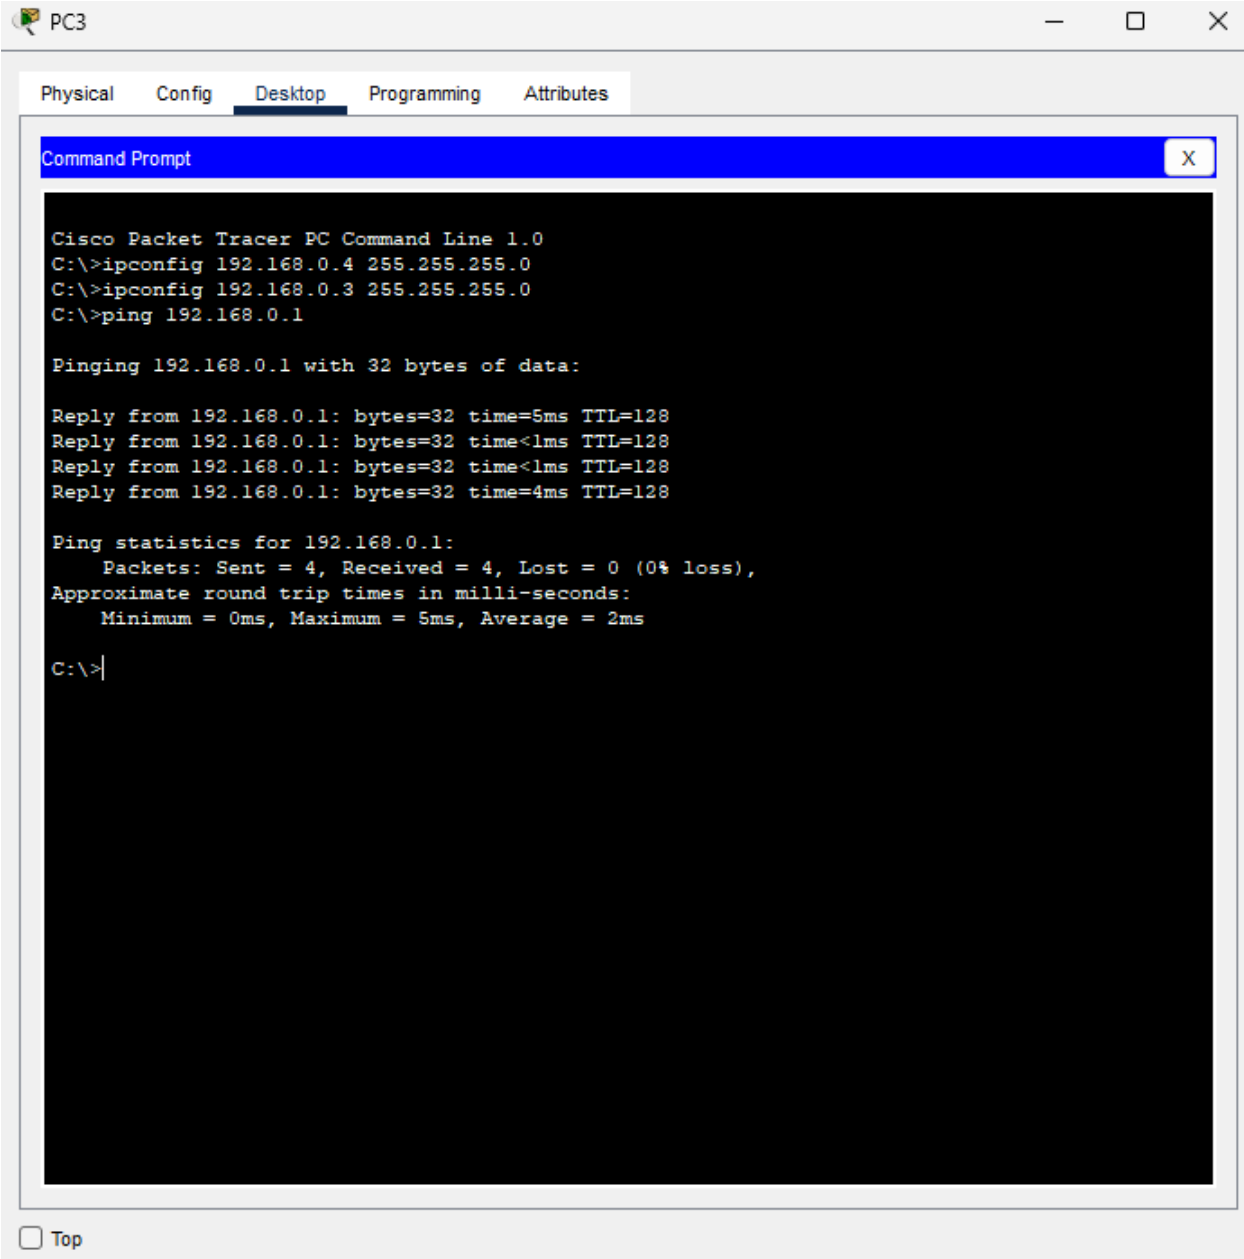 PC3
Physical Config Desktop Programming Attributes
Command Prompt X
Cisco Packet Tracer PC Command Line 1.0
C:\>ipconfig 192.168.0.4 255.255.255.0
C:\>ipconfig 192.168.0.3 255.255.255.0
C:\>ping 192.168.0.1
Pinging 192.168.0.1 with 32 bytes of data:
Reply from 192.168.0.1: bytes=32 time=5ms TTL=128
Reply from 192.168.0.1: bytes=32 time<1ms TTL=128
Reply from 192.168.0.1: bytes=32 time<1ms TTL=128
Reply from 192.168.0.1: bytes=32 time=4ms TTL=128
Ping statistics for 192.168.0.1:
Packets: Sent = 4, Received = 4, Lost = 0 (0% loss),
Approximate round trip times in milli-seconds:
Minimum = 0ms, Maximum = 5ms, Average = 2ms
C:\>
Top